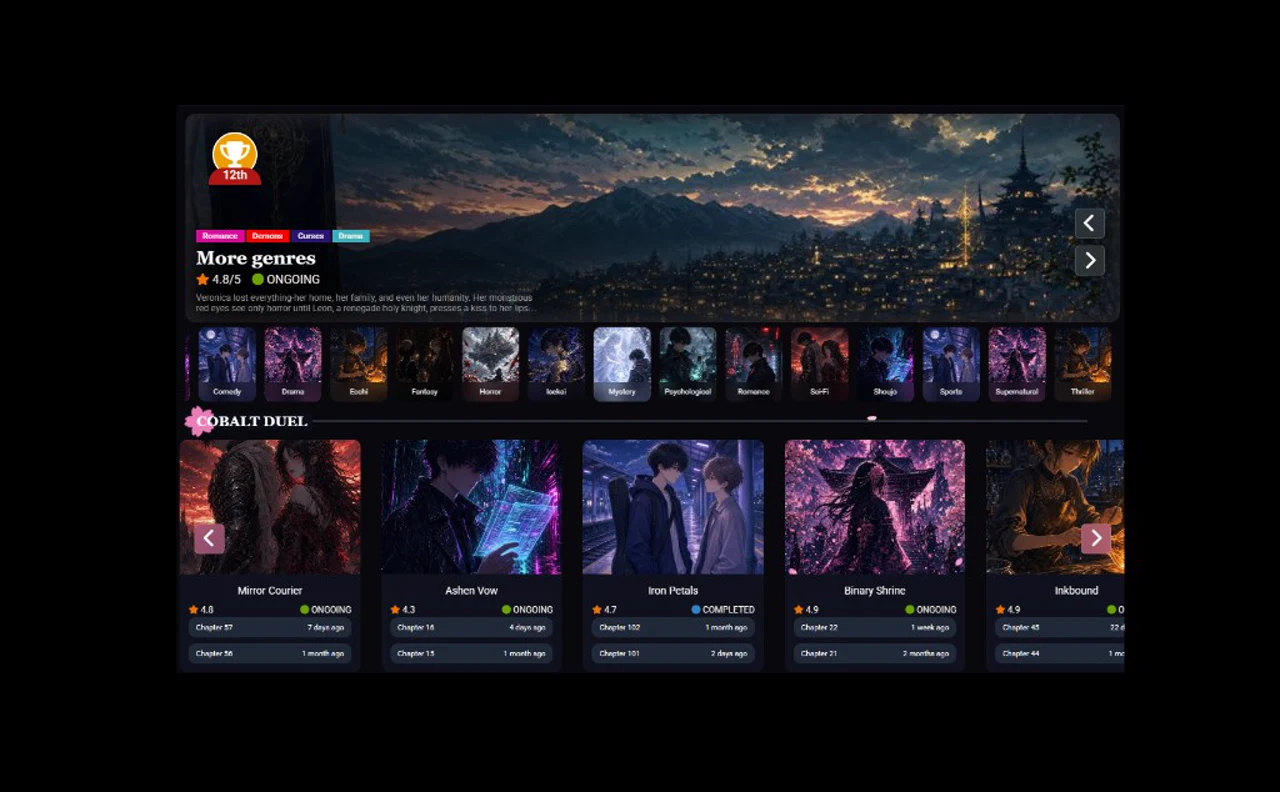 12th
Romance Demons Curses Drama
More genres
4.8/5 ONGOING
Veronica lost everything-her home, her family, and even her humanity. Her monstrous
red eyes see only horror until Leon, a renegade holy knight, presses a kiss to her lips...
Comedy Drama Ecchi Fantasy Horror Isekai Mystery Psychological Romance Sci-Fi Shoujo Sports Supernatural Thriller
COBALT DUEL
Mirror Courier Ashen Vow Iron Petals Binary Shrine Inkbound
4.8 ONGOING 4.3 ONGOING 4.7 COMPLETED 4.9 ONGOING 4.9 O
Chapter 57 7 days ago Chapter 16 4 days ago Chapter 102 1 month ago Chapter 22 1 week ago Chapter 45 22 d
Chapter 56 1 month ago Chapter 15 1 month ago Chapter 101 2 days ago Chapter 21 2 months ago Chapter 44 1 mo